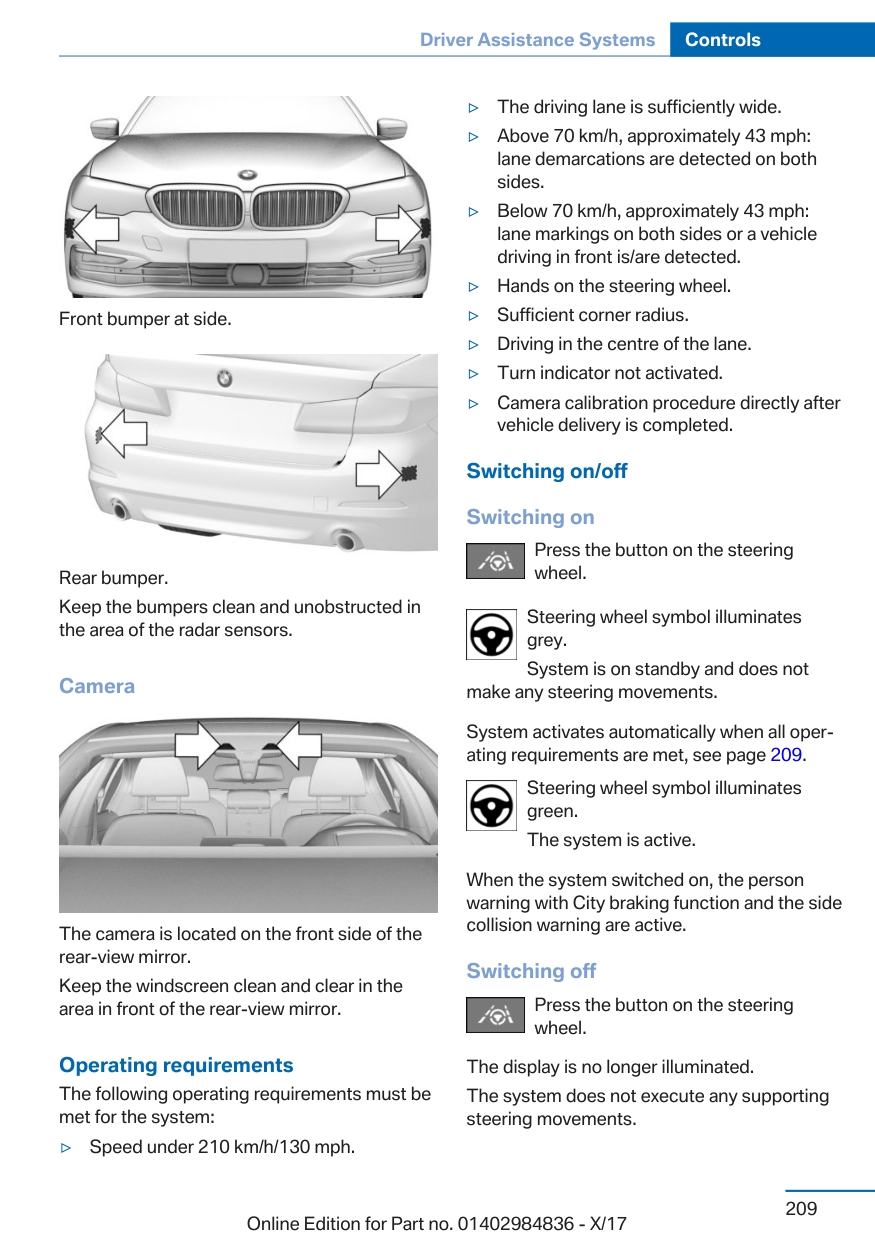 Driver Assistance Systems Controls
Front bumper at side.
Rear bumper.
Keep the bumpers clean and unobstructed in
the area of the radar sensors.
Camera
The camera is located on the front side of the
rear-view mirror.
Keep the windscreen clean and clear in the
area in front of the rear-view mirror.
Operating requirements
The following operating requirements must be
met for the system:
▷ Speed under 210 km/h/130 mph.
▷ The driving lane is sufficiently wide.
▷ Above 70 km/h, approximately 43 mph:
lane demarcations are detected on both
sides.
▷ Below 70 km/h, approximately 43 mph:
lane markings on both sides or a vehicle
driving in front is/are detected.
▷ Hands on the steering wheel.
▷ Sufficient corner radius.
▷ Driving in the centre of the lane.
▷ Turn indicator not activated.
▷ Camera calibration procedure directly after
vehicle delivery is completed.
Switching on/off
Switching on
Press the button on the steering
wheel.
Steering wheel symbol illuminates
grey.
System is on standby and does not
make any steering movements.
System activates automatically when all oper-
ating requirements are met, see page 209.
Steering wheel symbol illuminates
green.
The system is active.
When the system switched on, the person
warning with City braking function and the side
collision warning are active.
Switching off
Press the button on the steering
wheel.
The display is no longer illuminated.
The system does not execute any supporting
steering movements.
209
Online Edition for Part no. 01402984836 - X/17